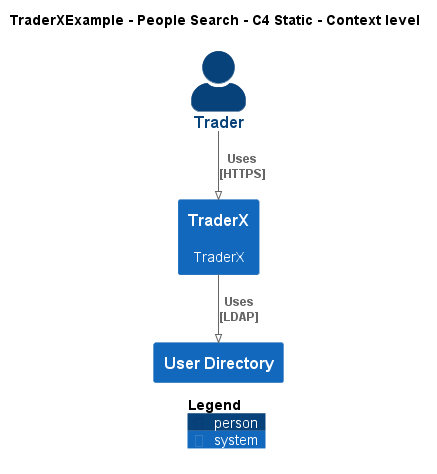 TraderXExample - People Search - C4 Static - Context level
Trader
Uses
[HTTPS]
TraderX
TraderX
Uses
[LDAP]
User Directory
Legend
person
system